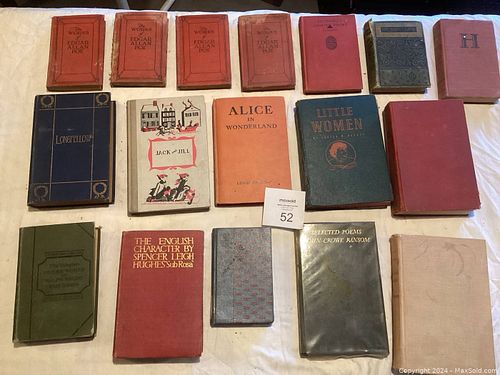 The
WORKS
of
EDGAR
ALLAN
POE
The
WORKS
of
EDGAR
ALLAN
POE
The
WORKS
of
EDGAR
ALLAN
POE
The
WORKS
of
EDGAR
ALLAN
POE
H
LONGFELLOW
JACK AND JILL
ALICE
IN
WONDERLAND
LITTLE
WOMEN
maxsold
52
THE ENGLISH
CHARACTER BY
SPENCER LEIGH
HUGHES "Sub Rosa"
SELECTED POEMS
JOHN CROWE RANSOM
Copyright 2024 - MaxSold.com